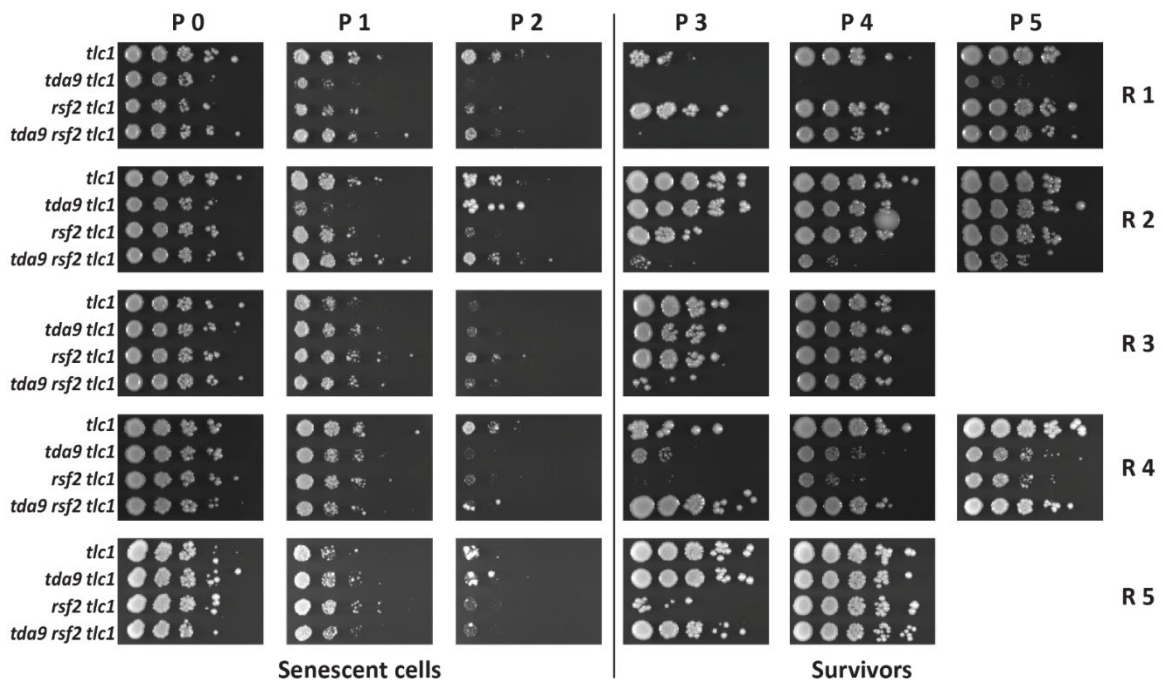 P 0 P 1 P 2 P 3 P 4 P 5
tlc1
tda9 tlc1
rsf2 tlc1
tda9 rsf2 tlc1
R 1
tlc1
tda9 tlc1
rsf2 tlc1
tda9 rsf2 tlc1
R 2
tlc1
tda9 tlc1
rsf2 tlc1
tda9 rsf2 tlc1
R 3
tlc1
tda9 tlc1
rsf2 tlc1
tda9 rsf2 tlc1
R 4
tlc1
tda9 tlc1
rsf2 tlc1
tda9 rsf2 tlc1
R 5
Senescent cells Survivors